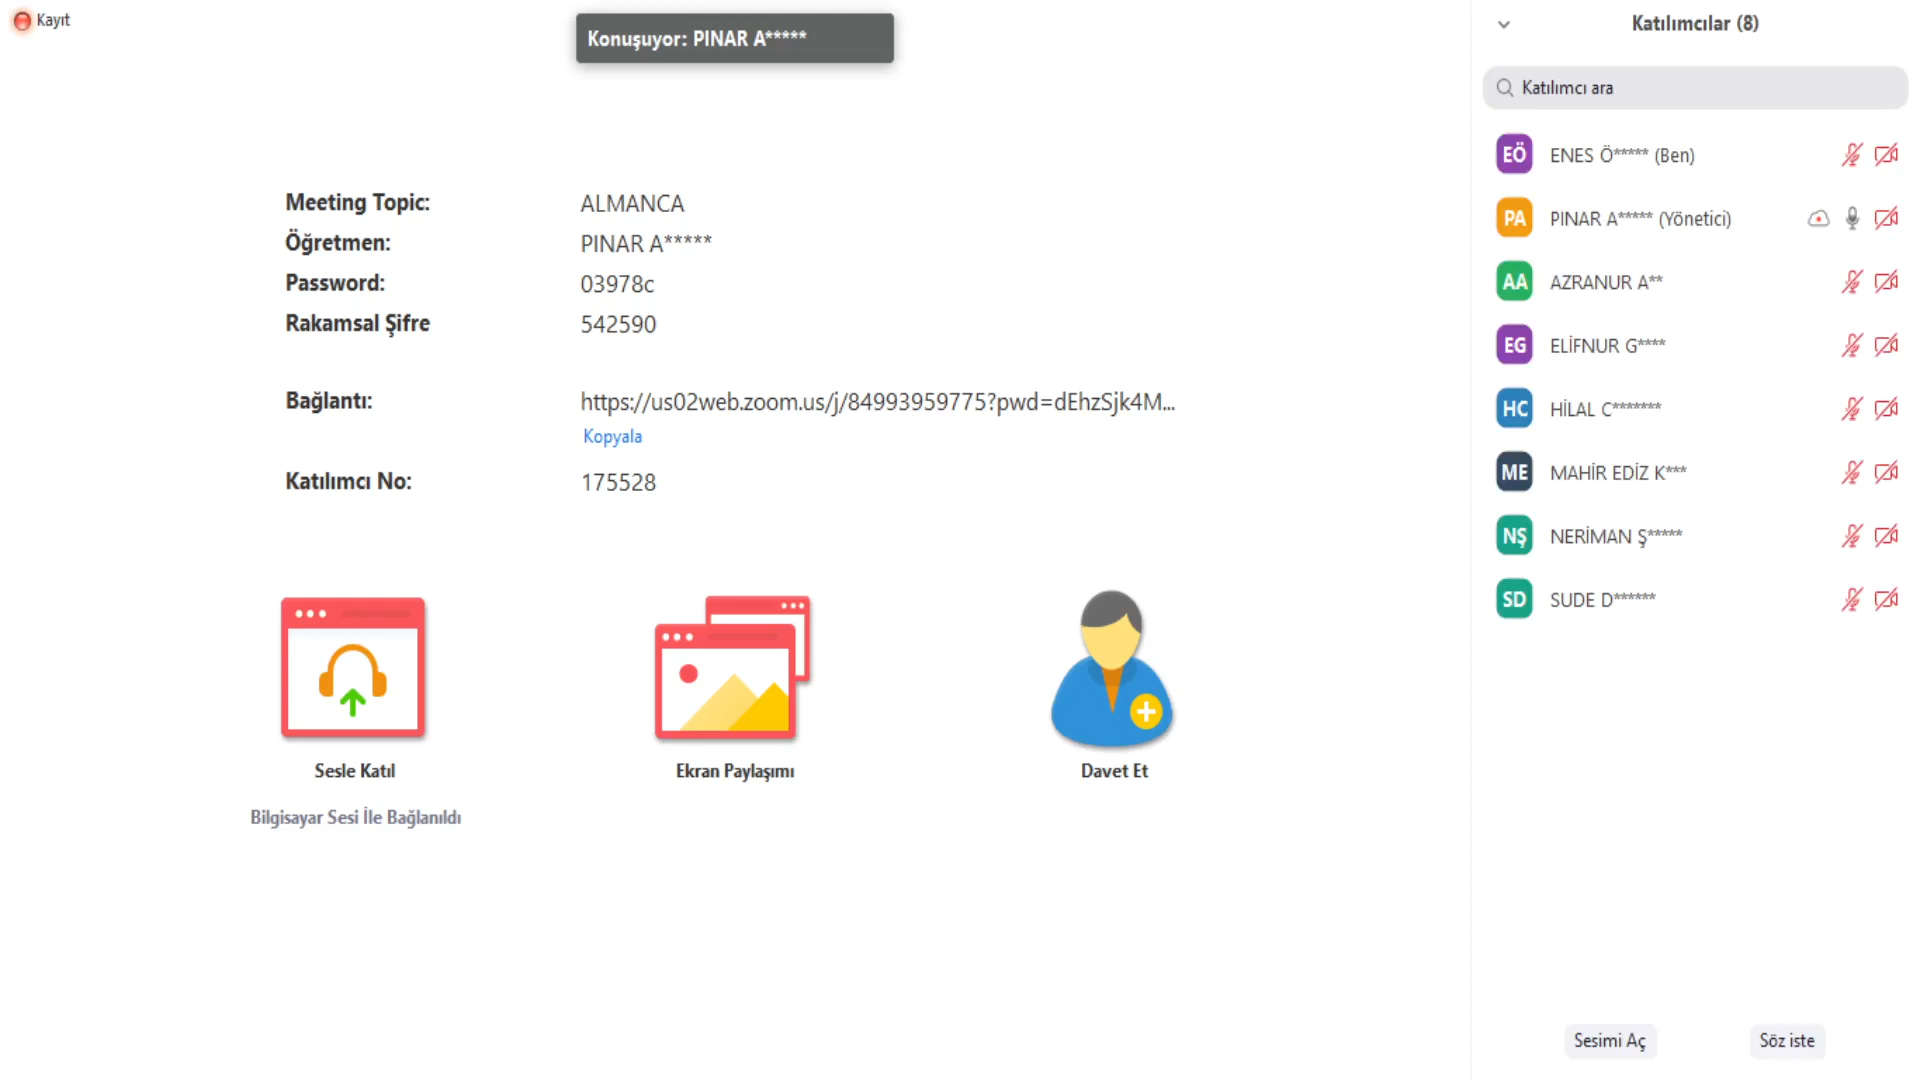 Kayıt
Konuşuyor: PINAR A*****
Meeting Topic: ALMANCA
Öğretmen: PINAR A*****
Password: 03978c
Rakamsal Şifre 542590
Bağlantı: https://us02web.zoom.us/j/84993959775?pwd=dEhzSjk4M...
Kopyala
Katılımcı No: 175528
Sesle Katıl
Ekran Paylaşımı
Davet Et
Bilgisayar Sesi İle Bağlanıldı
Katılımcılar (8)
Katılımcı ara
EÖ ENES Ö***** (Ben)
PA PINAR A***** (Yönetici)
AA AZRANUR A**
EG ELİFNUR G****
HC HİLAL C*******
ME MAHİR EDİZ K***
NŞ NERİMAN Ş*****
SD SUDE D******
Sesimi Aç
Söz iste